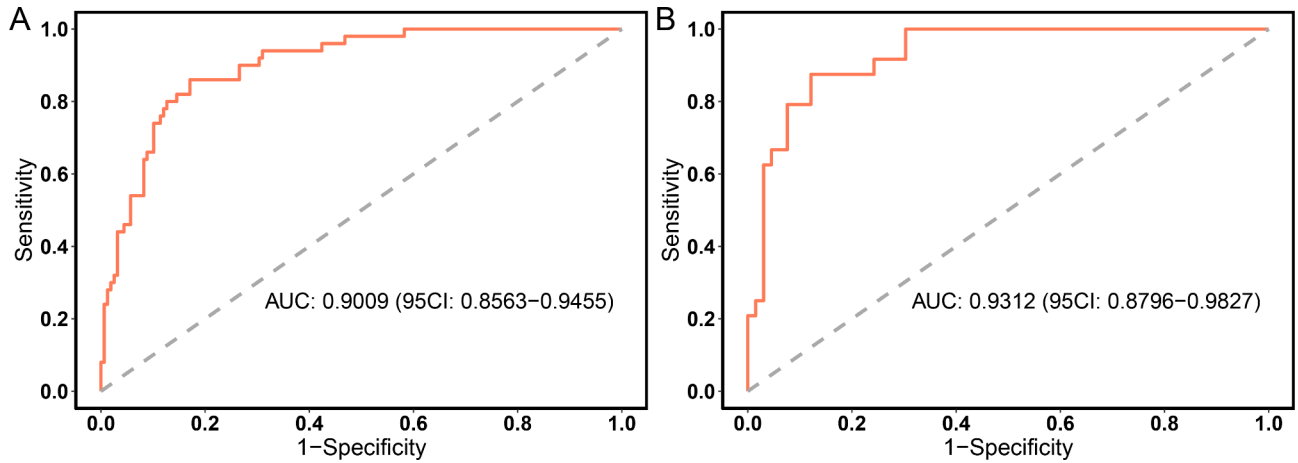 A
1.0
0.8
0.6
0.4
0.2
0.0
Sensitivity
AUC: 0.9009 (95CI: 0.8563−0.9455)
0.0 0.2 0.4 0.6 0.8 1.0
1−Specificity
B
1.0
0.8
0.6
0.4
0.2
0.0
Sensitivity
AUC: 0.9312 (95CI: 0.8796−0.9827)
0.0 0.2 0.4 0.6 0.8 1.0
1−Specificity